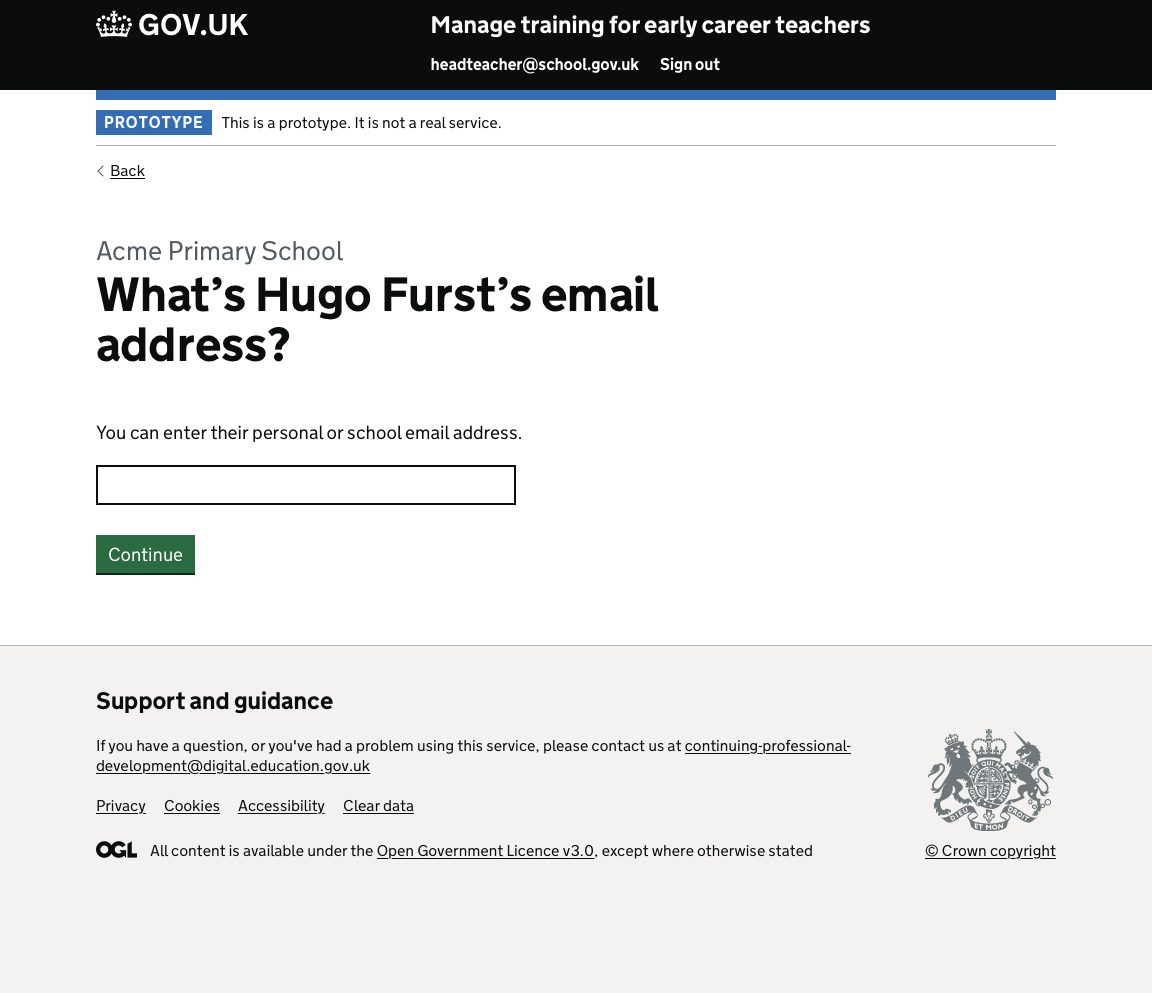 GOV.UK
Manage training for early career teachers
headteacher@school.gov.uk Sign out
PROTOTYPE This is a prototype. It is not a real service.
Back
Acme Primary School
What’s Hugo Furst’s email
address?
You can enter their personal or school email address.
Continue
Support and guidance
If you have a question, or you've had a problem using this service, please contact us at continuing-professional-
development@digital.education.gov.uk
Privacy Cookies Accessibility Clear data
OGL All content is available under the Open Government Licence v3.0, except where otherwise stated
DIEU ET MON DROIT
© Crown copyright